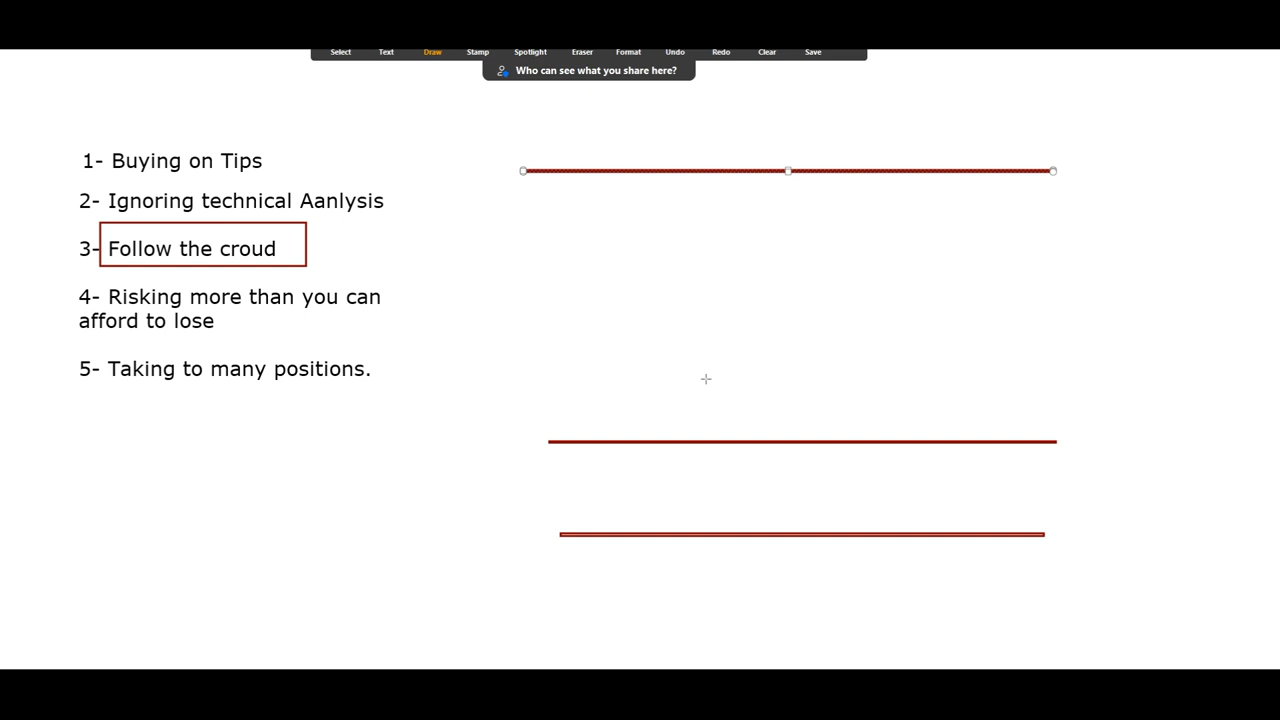 Select Text Draw Stamp Spotlight Eraser Format Undo Redo Clear Save
Who can see what you share here?
1- Buying on Tips
2- Ignoring technical Aanlysis
3- Follow the croud
4- Risking more than you can
afford to lose
5- Taking to many positions.